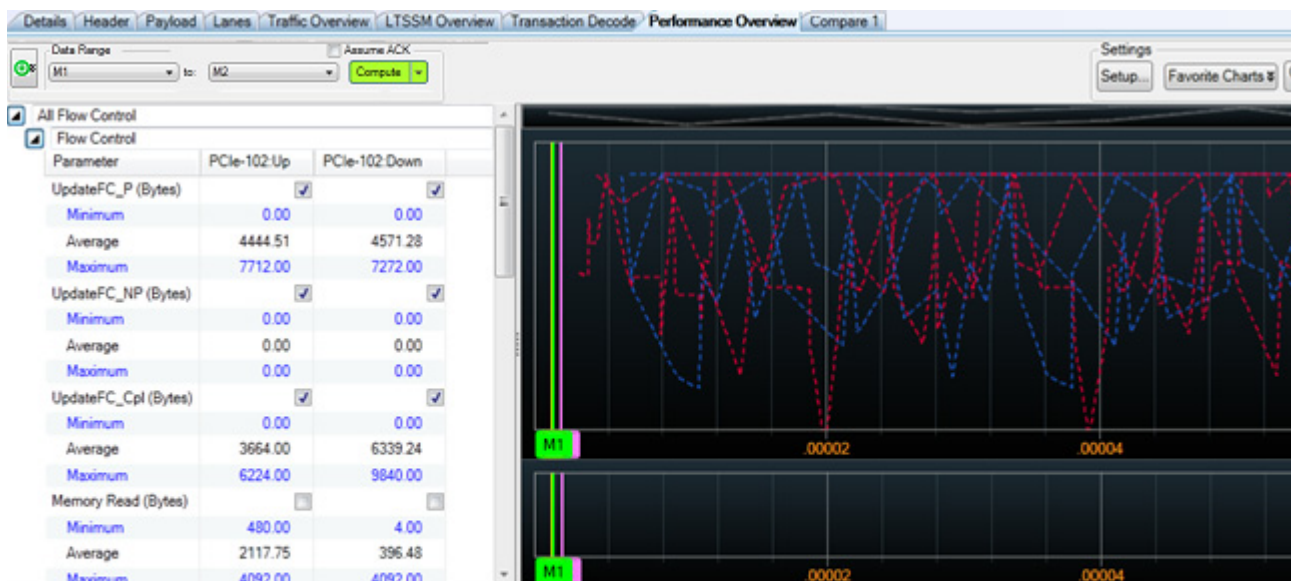 Details Header Payload Lanes Traffic Overview LTSSM Overview Transaction Decode Performance Overview Compare 1
Data Range Assume ACK Settings
M1 to: M2 Compute Setup... Favorite Charts
All Flow Control
Flow Control
Parameter PCIe-102:Up PCIe-102:Down
UpdateFC_P (Bytes)
Minimum 0.00 0.00
Average 4444.51 4571.28
Maximum 7712.00 7272.00
UpdateFC_NP (Bytes)
Minimum 0.00 0.00
Average 0.00 0.00
Maximum 0.00 0.00
UpdateFC_Cpl (Bytes)
Minimum 0.00 0.00
Average 3664.00 6339.24
Maximum 6224.00 9840.00
Memory Read (Bytes)
Minimum 480.00 4.00
Average 2117.75 396.48
Maximum 4092.00 4092.00
M1 .00002 .00004
M1 .00002 .00004